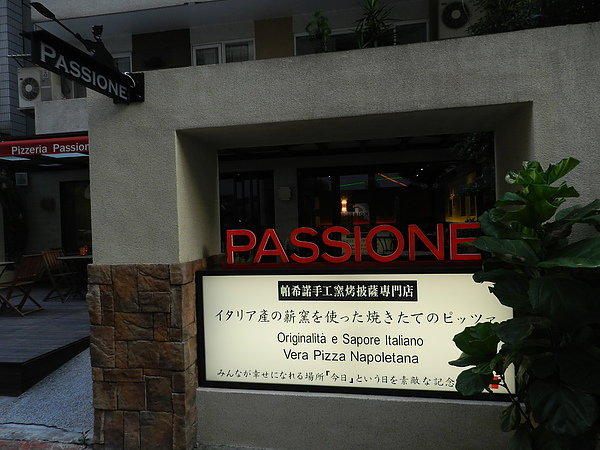 PASSIONE
Pizzeria Passion
PASSIONE
帕希諾手工窯烤披薩專門店
イタリア産の薪窯を使った焼きたてのピッツァ
Originalità e Sapore Italiano
Vera Pizza Napoletana
みんなが幸せになれる場所『今日』という日を素敵な記念